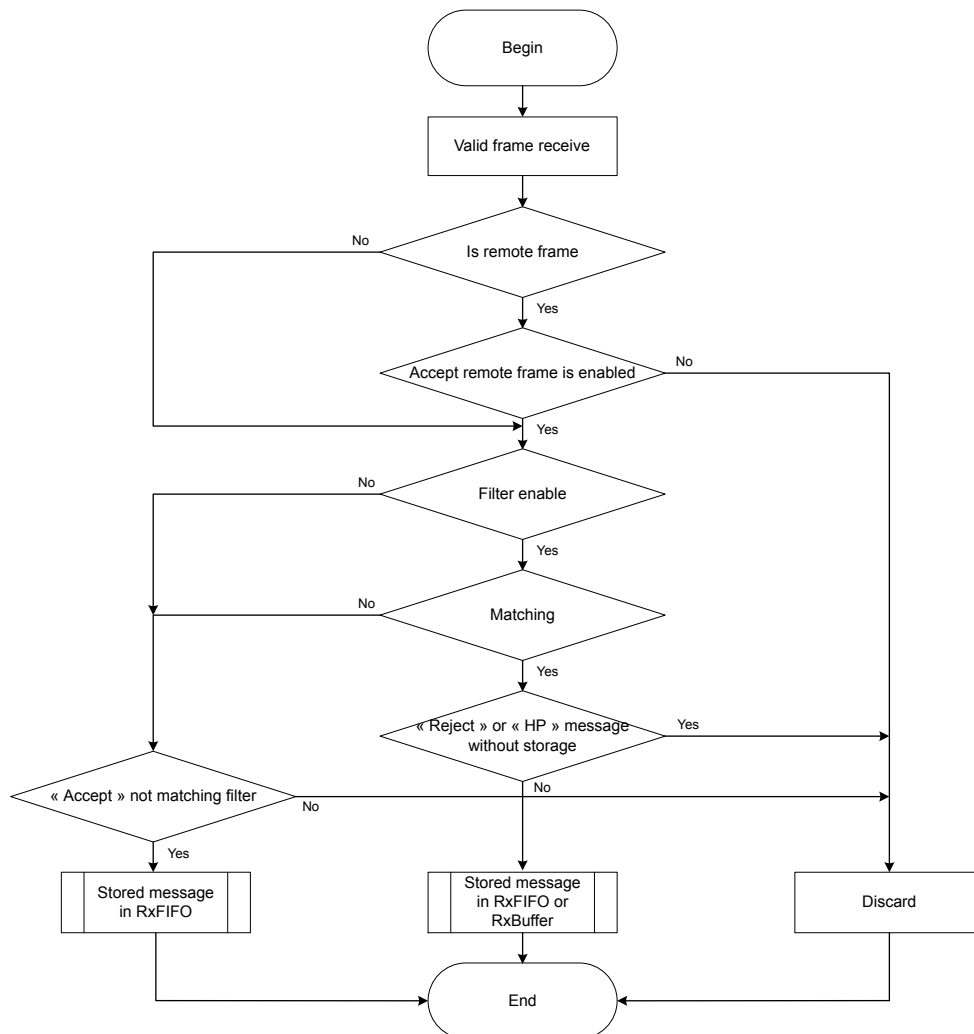 Begin
Valid frame receive
No
Is remote frame
Yes
No
Accept remote frame is enabled
Yes
No
Filter enable
Yes
No
Matching
Yes
« Reject » or « HP » message
without storage
Yes
No
« Accept » not matching filter
No
Yes
Stored message
in RxFIFO
Stored message
in RxFIFO or
RxBuffer
Discard
End